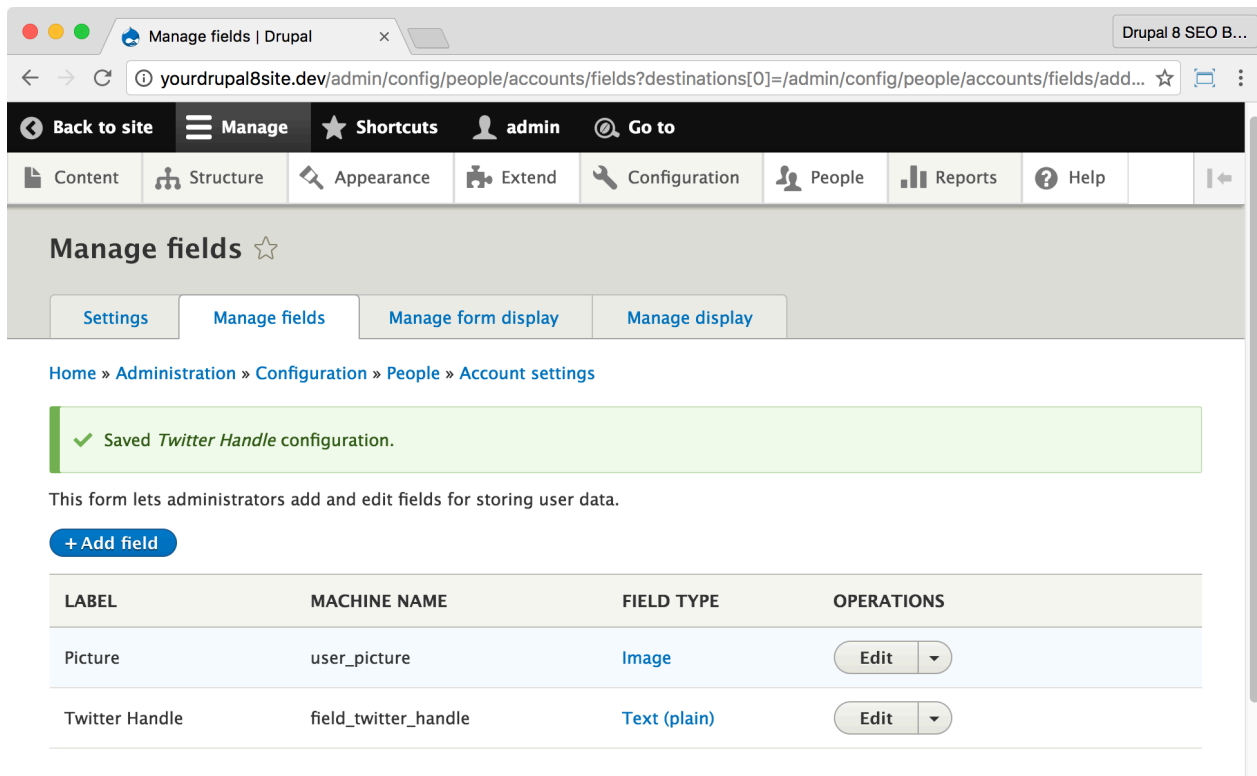 Manage fields | Drupal
Drupal 8 SEO B...
yourdrupal8site.dev/admin/config/people/accounts/fields?destinations[0]=/admin/config/people/accounts/fields/add...
Back to site Manage Shortcuts admin Go to
Content Structure Appearance Extend Configuration People Reports Help
Manage fields
Settings Manage fields Manage form display Manage display
Home » Administration » Configuration » People » Account settings
Saved Twitter Handle configuration.
This form lets administrators add and edit fields for storing user data.
+ Add field
LABEL MACHINE NAME FIELD TYPE OPERATIONS
Picture user_picture Image Edit
Twitter Handle field_twitter_handle Text (plain) Edit